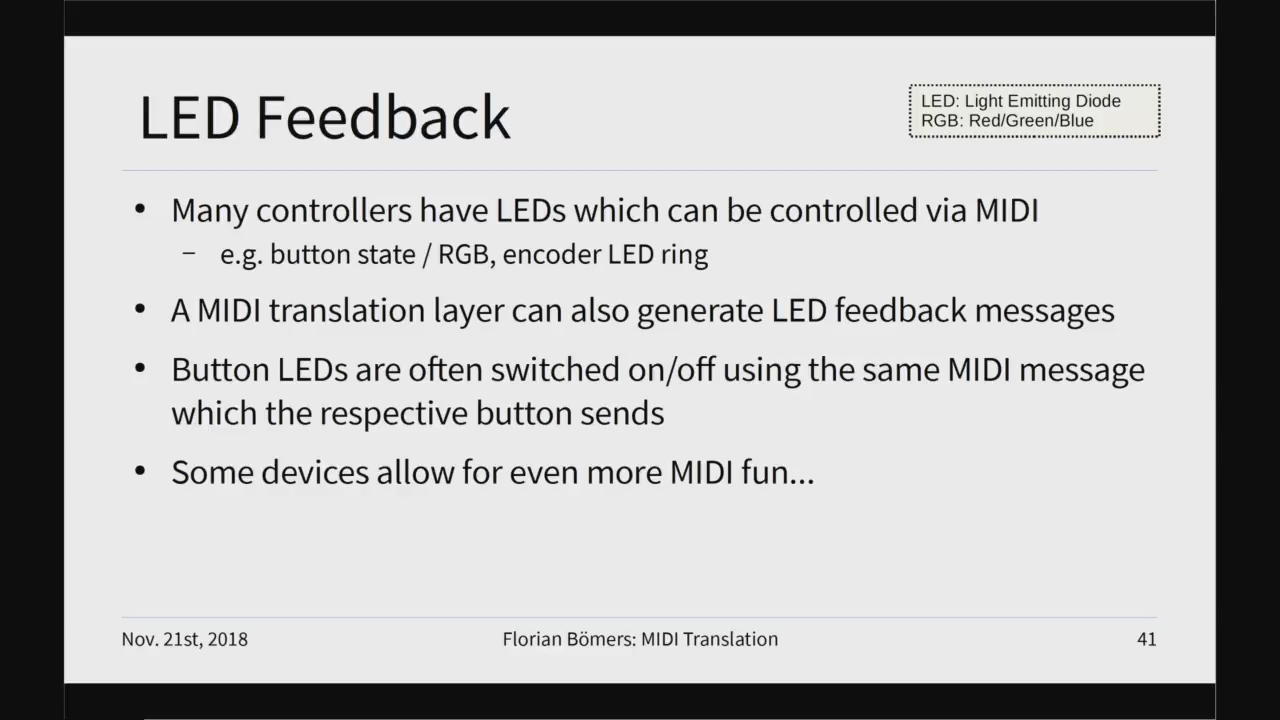 LED Feedback
LED: Light Emitting Diode
RGB: Red/Green/Blue
• Many controllers have LEDs which can be controlled via MIDI
– e.g. button state / RGB, encoder LED ring
• A MIDI translation layer can also generate LED feedback messages
• Button LEDs are often switched on/off using the same MIDI message
which the respective button sends
• Some devices allow for even more MIDI fun...
Nov. 21st, 2018
Florian Bömers: MIDI Translation
41